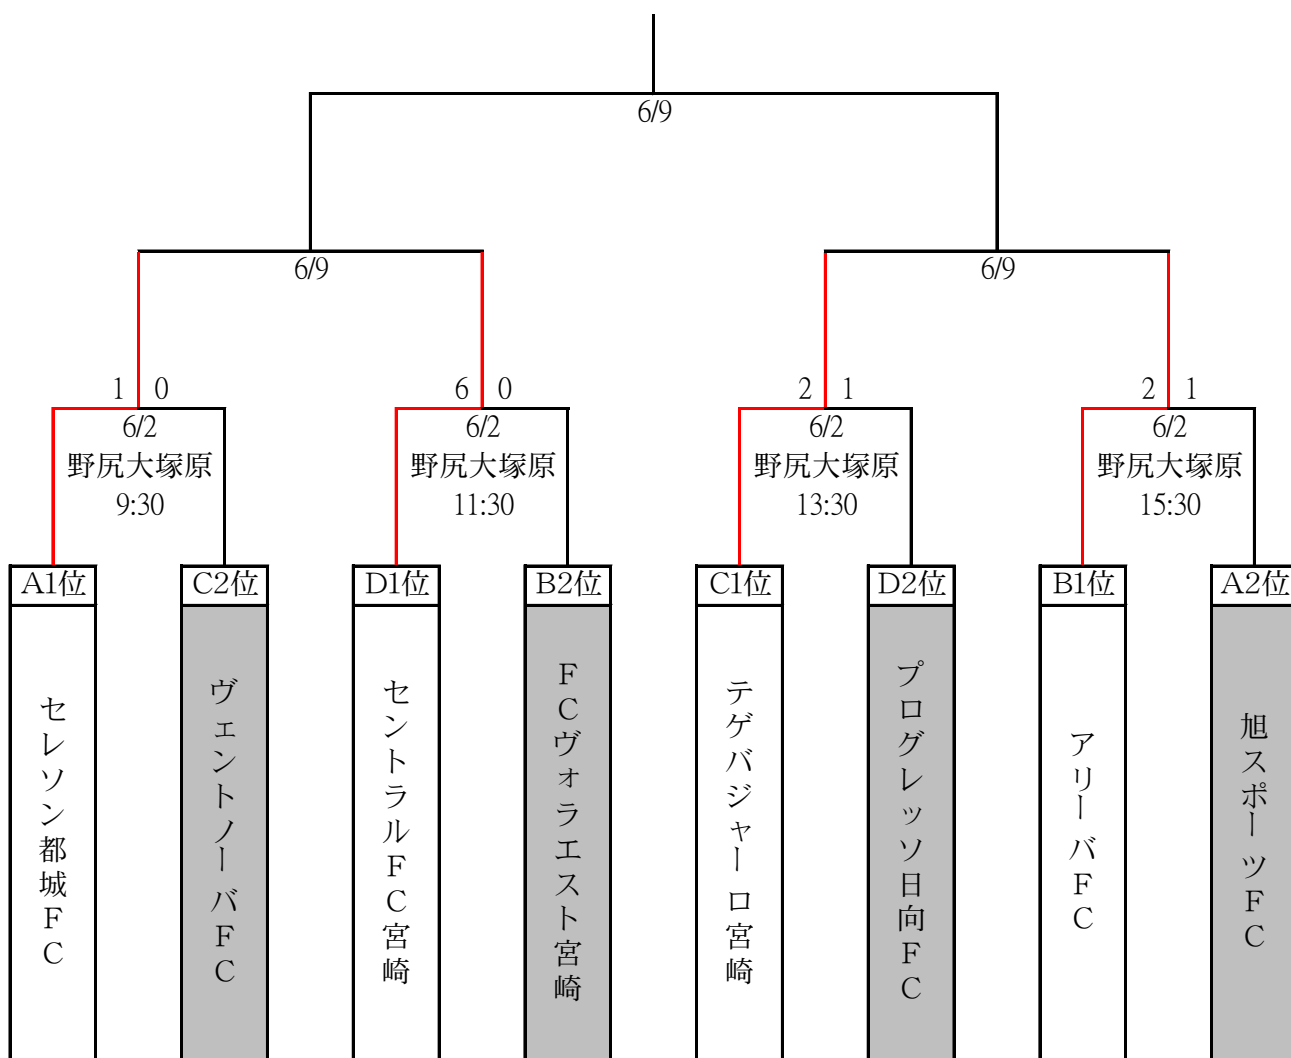 6/9
6/9
6/9
1 0
6 0
2 1
2 1
6/2
6/2
6/2
6/2
野尻大塚原
野尻大塚原
野尻大塚原
野尻大塚原
9:30
11:30
13:30
15:30
A1位
C2位
D1位
B2位
C1位
D2位
B1位
A2位
セレソン都城FC
ヴェントノーバFC
セントラルFC宮崎
FCヴォラエスト宮崎
テゲバジャーロ宮崎
プログレッソ日向FC
アリーバFC
旭スポーツFC